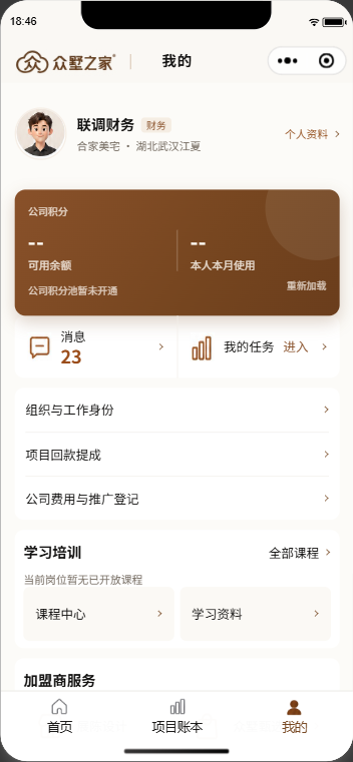 18:46
众墅之家
我的
联调财务 财务
合家美宅 · 湖北武汉江夏
个人资料
公司积分
-- --
可用余额 本人本月使用
公司积分池暂未开通 重新加载
消息
23
我的任务 进入
组织与工作身份
项目回款提成
公司费用与推广登记
学习培训 全部课程
当前岗位暂无已开放课程
课程中心 学习资料
加盟商服务
首页 项目账本 我的